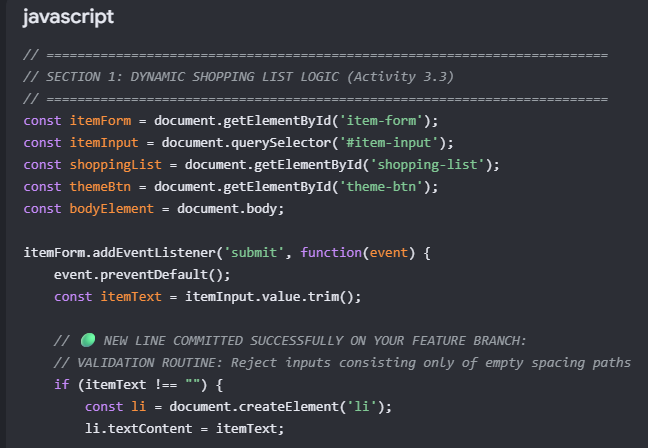 javascript
// =========================================================================
// SECTION 1: DYNAMIC SHOPPING LIST LOGIC (Activity 3.3)
// =========================================================================
const itemForm = document.getElementById('item-form');
const itemInput = document.querySelector('#item-input');
const shoppingList = document.getElementById('shopping-list');
const themeBtn = document.getElementById('theme-btn');
const bodyElement = document.body;

itemForm.addEventListener('submit', function(event) {
    event.preventDefault();
    const itemText = itemInput.value.trim();

    // 🟢 NEW LINE COMMITTED SUCCESSFULLY ON YOUR FEATURE BRANCH:
    // VALIDATION ROUTINE: Reject inputs consisting only of empty spacing paths
    if (itemText !== "") {
        const li = document.createElement('li');
        li.textContent = itemText;